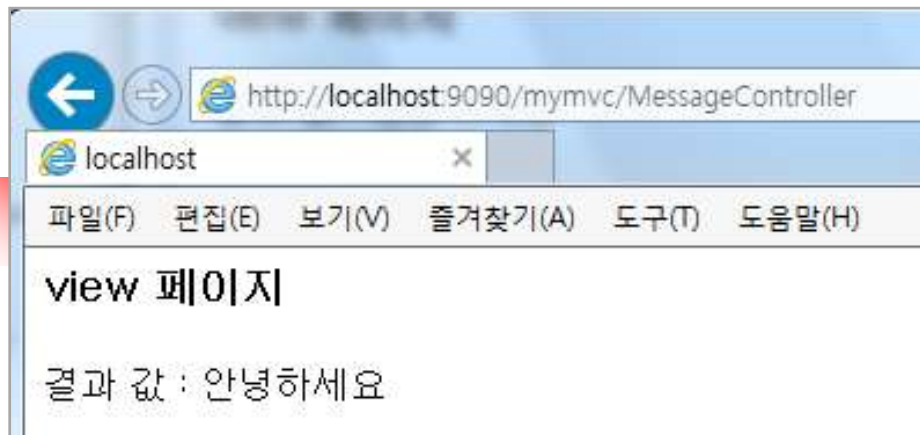 http://localhost:9090/mymvc/MessageController
localhost
파일(F) 편집(E) 보기(V) 즐겨찾기(A) 도구(T) 도움말(H)
view 페이지
결과 값 : 안녕하세요